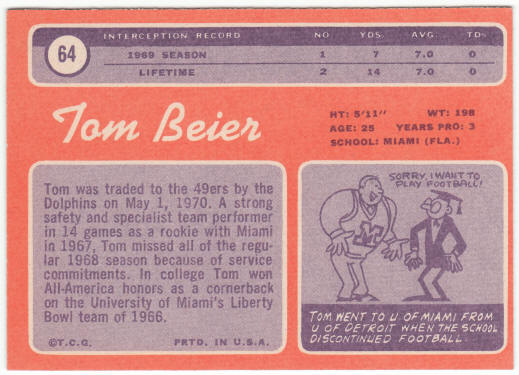 64
INTERCEPTION RECORD NO YDS. AVG. TDs
1969 SEASON 1 7 7.0 0
LIFETIME 2 14 7.0 0
Tom Beier
HT: 5'11" WT: 198
AGE: 25 YEARS PRO: 3
SCHOOL: MIAMI (FLA.)
Tom was traded to the 49ers by the
Dolphins on May 1, 1970. A strong
safety and specialist team performer
in 14 games as a rookie with Miami
in 1967, Tom missed all of the regu-
lar 1968 season because of service
commitments. In college Tom won
All-America honors as a cornerback
on the University of Miami's Liberty
Bowl team of 1966.
©T.C.G. PRTD. IN U.S.A.
SORRY, I WANT TO
PLAY FOOTBALL!
M
TOM WENT TO U OF MIAMI FROM
U OF DETROIT WHEN THE SCHOOL
DISCONTINUED FOOTBALL.